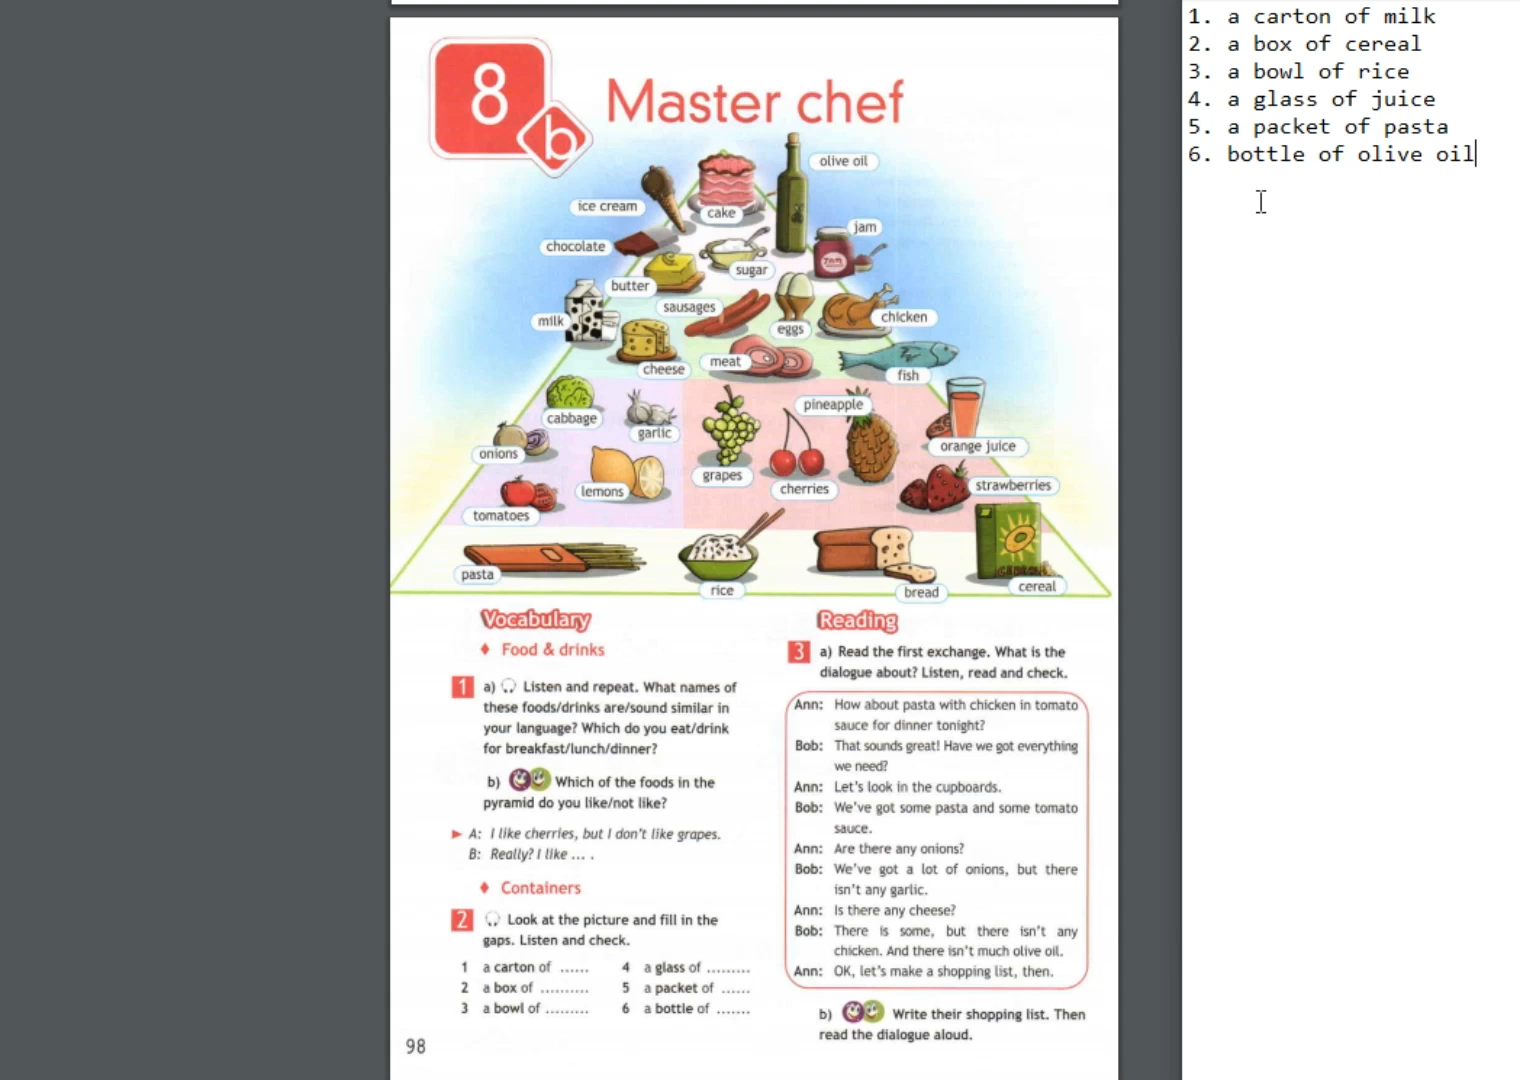 8
b
Master chef
olive oil
ice cream
cake
jam
chocolate
sugar
butter
sausages
milk
eggs
chicken
cheese
meat
fish
cabbage
garlic
pineapple
onions
grapes
orange juice
lemons
cherries
strawberries
tomatoes
pasta
rice
bread
cereal
Vocabulary
♦ Food & drinks
1 a) Listen and repeat. What names of
these foods/drinks are/sound similar in
your language? Which do you eat/drink
for breakfast/lunch/dinner?
b) Which of the foods in the
pyramid do you like/not like?
► A: I like cherries, but I don't like grapes.
B: Really? I like ... .
♦ Containers
2 Look at the picture and fill in the
gaps. Listen and check.
1 a carton of ......
2 a box of ..........
3 a bowl of .........
4 a glass of .........
5 a packet of ......
6 a bottle of .......
98
Reading
3 a) Read the first exchange. What is the
dialogue about? Listen, read and check.
Ann: How about pasta with chicken in tomato
sauce for dinner tonight?
Bob: That sounds great! Have we got everything
we need?
Ann: Let's look in the cupboards.
Bob: We've got some pasta and some tomato
sauce.
Ann: Are there any onions?
Bob: We've got a lot of onions, but there
isn't any garlic.
Ann: Is there any cheese?
Bob: There is some, but there isn't any
chicken. And there isn't much olive oil.
Ann: OK, let's make a shopping list, then.
b) Write their shopping list. Then
read the dialogue aloud.
1. a carton of milk
2. a box of cereal
3. a bowl of rice
4. a glass of juice
5. a packet of pasta
6. bottle of olive oil